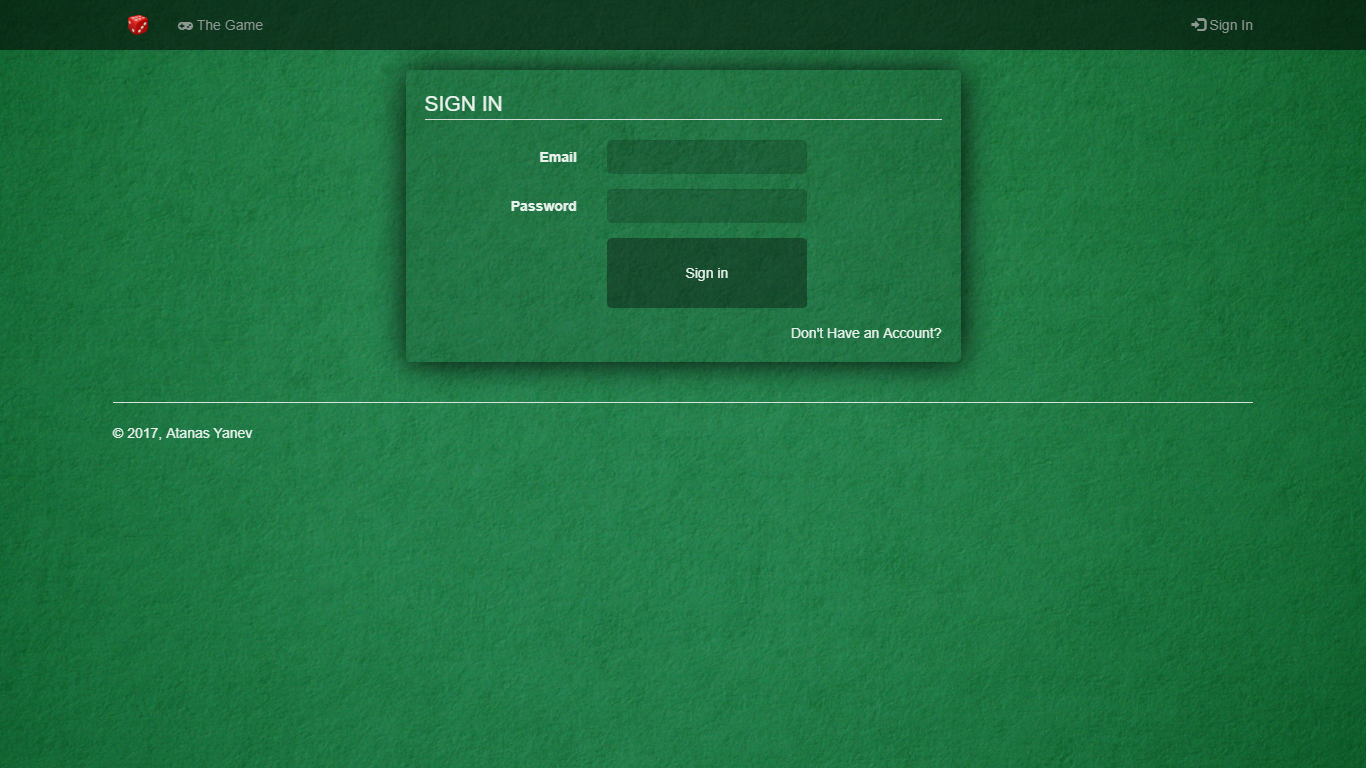 The Game
Sign In
SIGN IN
Email
Password
Sign in
Don't Have an Account?
© 2017, Atanas Yanev